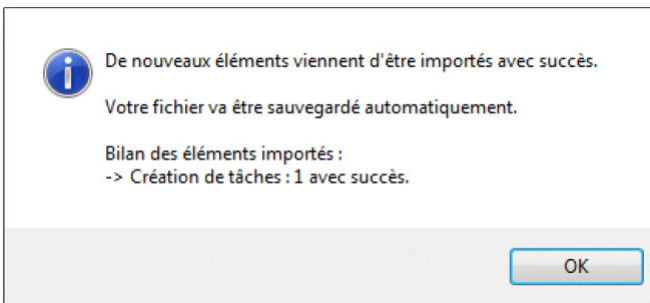 De nouveaux éléments viennent d'être importés avec succès.
Votre fichier va être sauvegardé automatiquement.
Bilan des éléments importés :
-> Création de tâches : 1 avec succès.
OK